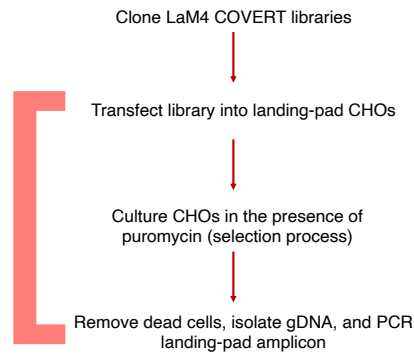 Clone LaM4 COVERT libraries
Transfect library into landing-pad CHOs
Culture CHOs in the presence of
puromycin (selection process)
Remove dead cells, isolate gDNA, and PCR
landing-pad amplicon